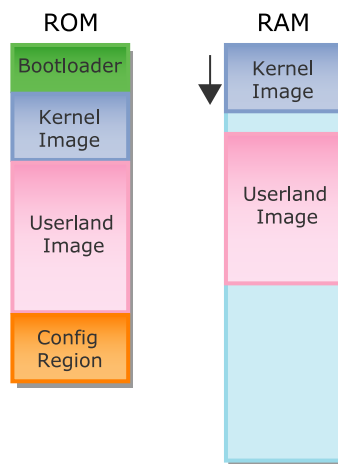 ROM
Bootloader
Kernel
Image
Userland
Image
Config
Region
RAM
Kernel
Image
Userland
Image